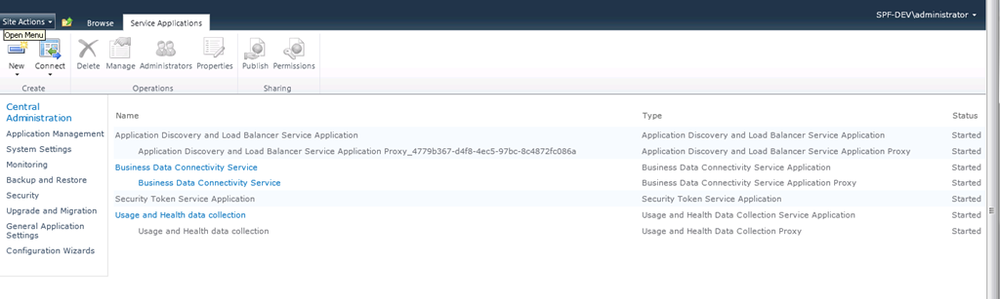 Site Actions Browse Service Applications SPF-DEV\administrator
Open Menu
New Connect Delete Manage Administrators Properties Publish Permissions
Create Operations Sharing
Central Administration
Application Management
System Settings
Monitoring
Backup and Restore
Security
Upgrade and Migration
General Application Settings
Configuration Wizards
Name Type Status
Application Discovery and Load Balancer Service Application Application Discovery and Load Balancer Service Application Started
Application Discovery and Load Balancer Service Application Proxy_4779b367-d4f8-4ec5-97bc-8c4872fc086a Application Discovery and Load Balancer Service Application Proxy Started
Business Data Connectivity Service Business Data Connectivity Service Application Started
Business Data Connectivity Service Business Data Connectivity Service Application Proxy Started
Security Token Service Application Security Token Service Application Started
Usage and Health data collection Usage and Health Data Collection Service Application Started
Usage and Health data collection Usage and Health Data Collection Proxy Started